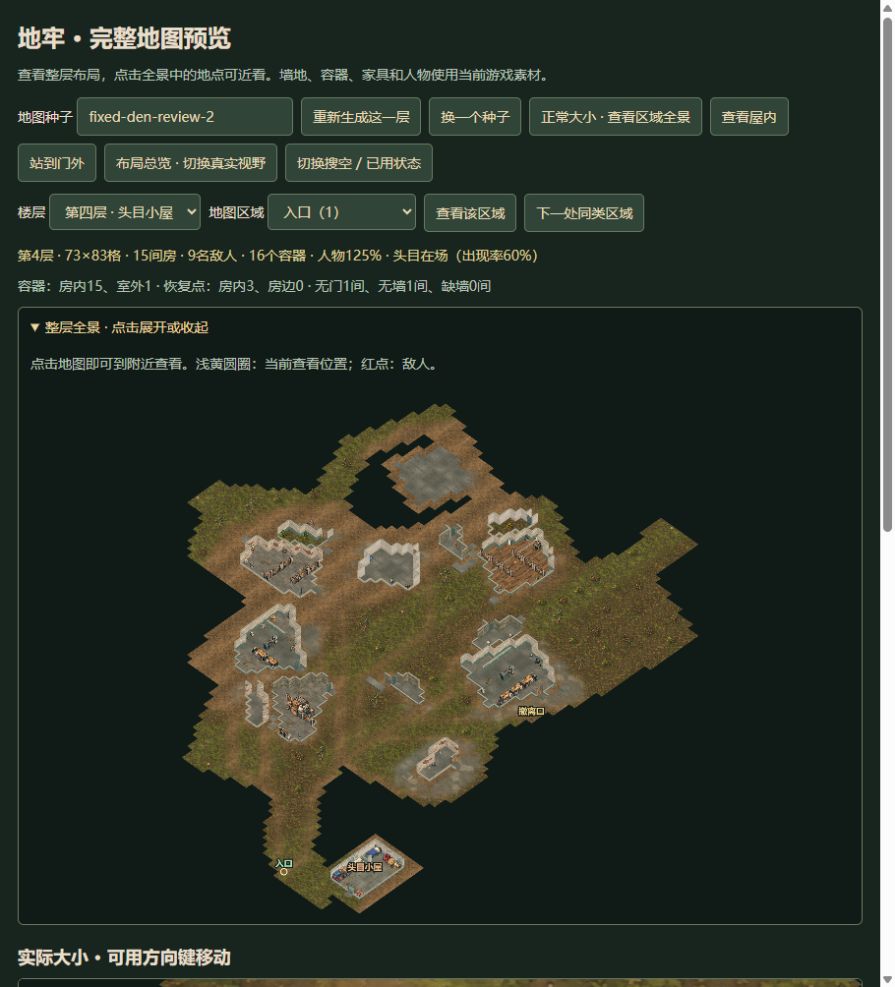 地牢 • 完整地图预览
查看整层布局，点击全景中的地点可近看。墙地、容器、家具和人物使用当前游戏素材。
地图种子 fixed-den-review-2 重新生成这一层 换一个种子 正常大小 · 查看区域全景 查看屋内
站到门外 布局总览 · 切换真实视野 切换搜空 / 已用状态
楼层 第四层 · 头目小屋 地图区域 入口（1） 查看该区域 下一处同类区域
第4层 · 73×83格 · 15间房 · 9名敌人 · 16个容器 · 人物125% · 头目在场（出现率60%）
容器：房内15、室外1 · 恢复点：房内3、房边0 · 无门1间、无墙1间、缺墙0间
▼ 整层全景 · 点击展开或收起
点击地图即可到附近查看。浅黄圆圈：当前查看位置；红点：敌人。
撤离口
入口
头目小屋
实际大小 • 可用方向键移动